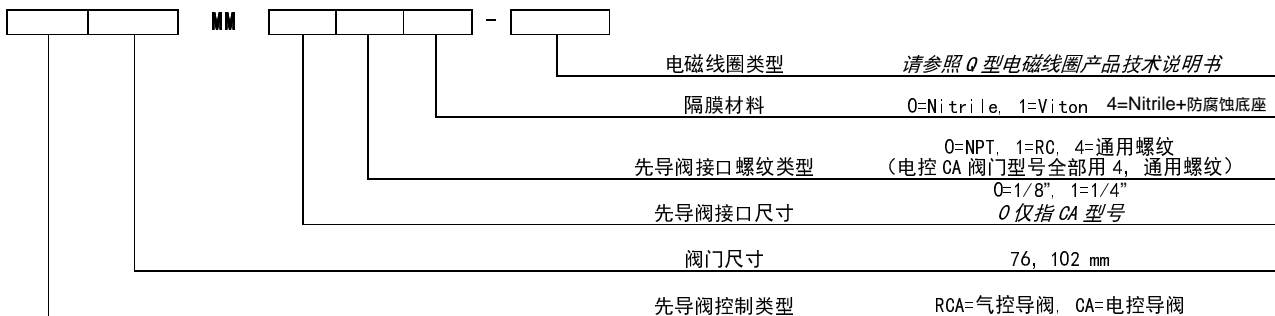 MM -
电磁线圈类型 请参照 Q 型电磁线圈产品技术说明书
隔膜材料 0=Nitrile, 1=Viton 4=Nitrile+防腐蚀底座
0=NPT, 1=RC, 4=通用螺纹
先导阀接口螺纹类型 (电控 CA 阀门型号全部用 4, 通用螺纹)
0=1/8”, 1=1/4”
先导阀接口尺寸 0 仅指 CA 型号
阀门尺寸 76, 102 mm
先导阀控制类型 RCA=气控导阀, CA=电控导阀